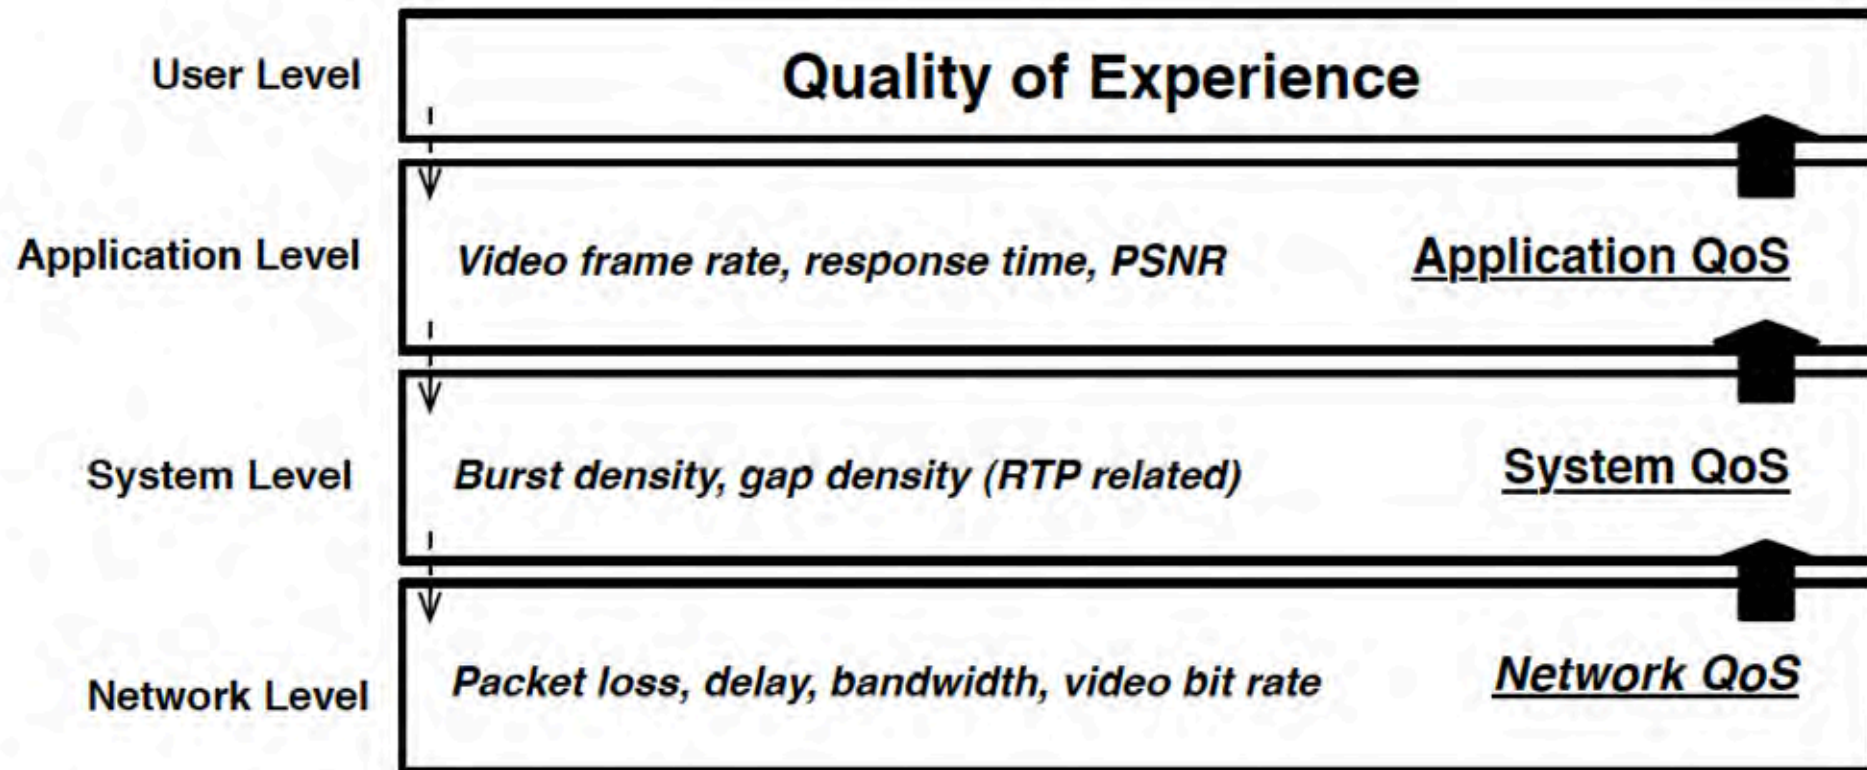 User Level
Quality of Experience
Application Level
Video frame rate, response time, PSNR
Application QoS
System Level
Burst density, gap density (RTP related)
System QoS
Network Level
Packet loss, delay, bandwidth, video bit rate
Network QoS